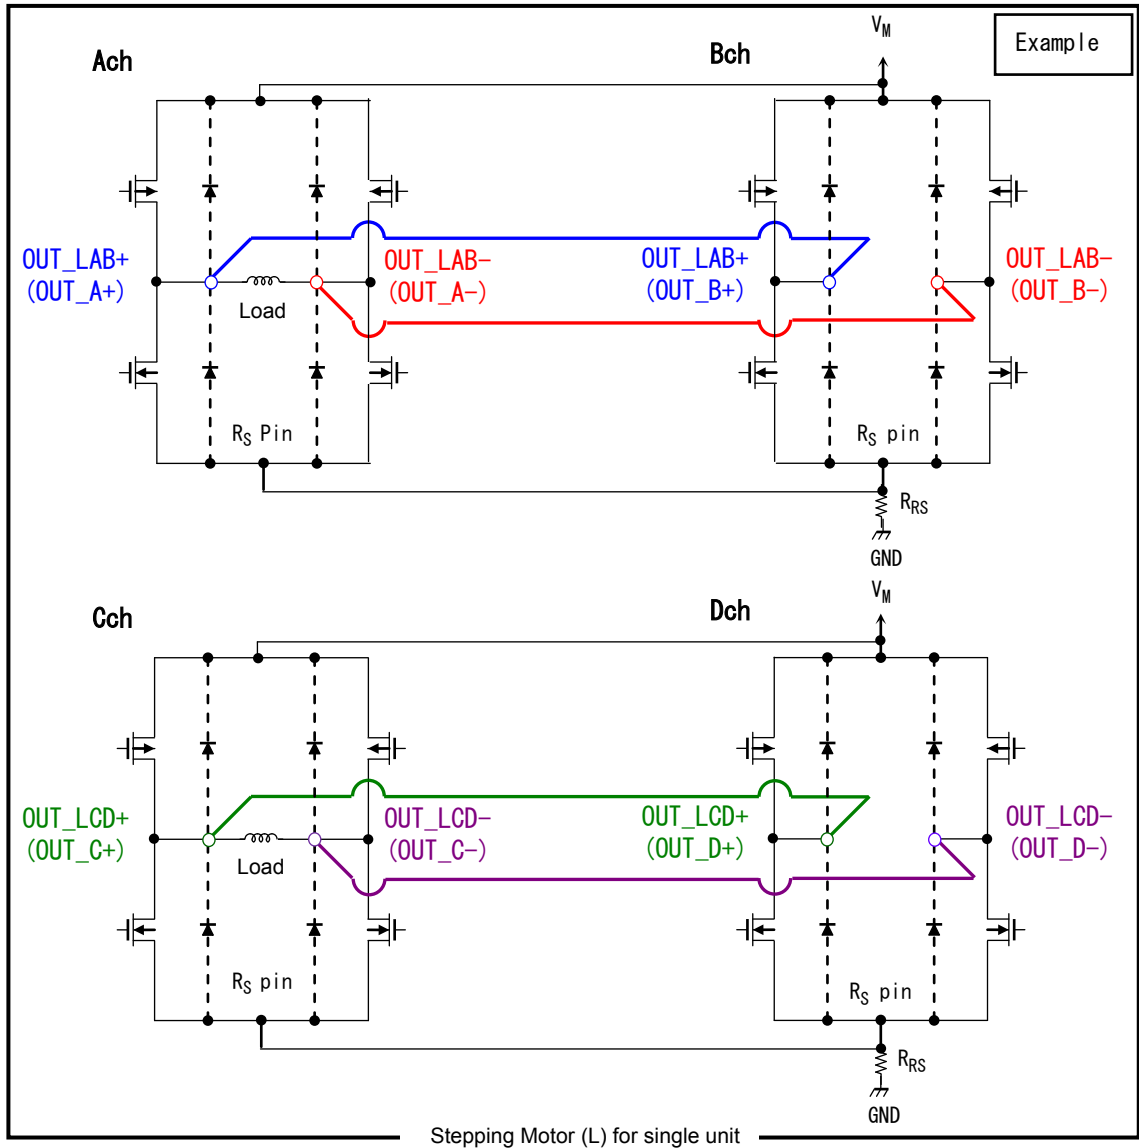 Example
V_M
Ach
Bch
OUT_LAB+
(OUT_A+)
Load
OUT_LAB-
(OUT_A-)
OUT_LAB+
(OUT_B+)
OUT_LAB-
(OUT_B-)
R_S Pin
R_S pin
R_RS
GND
V_M
Cch
Dch
OUT_LCD+
(OUT_C+)
Load
OUT_LCD-
(OUT_C-)
OUT_LCD+
(OUT_D+)
OUT_LCD-
(OUT_D-)
R_S pin
R_S pin
R_RS
GND
Stepping Motor (L) for single unit